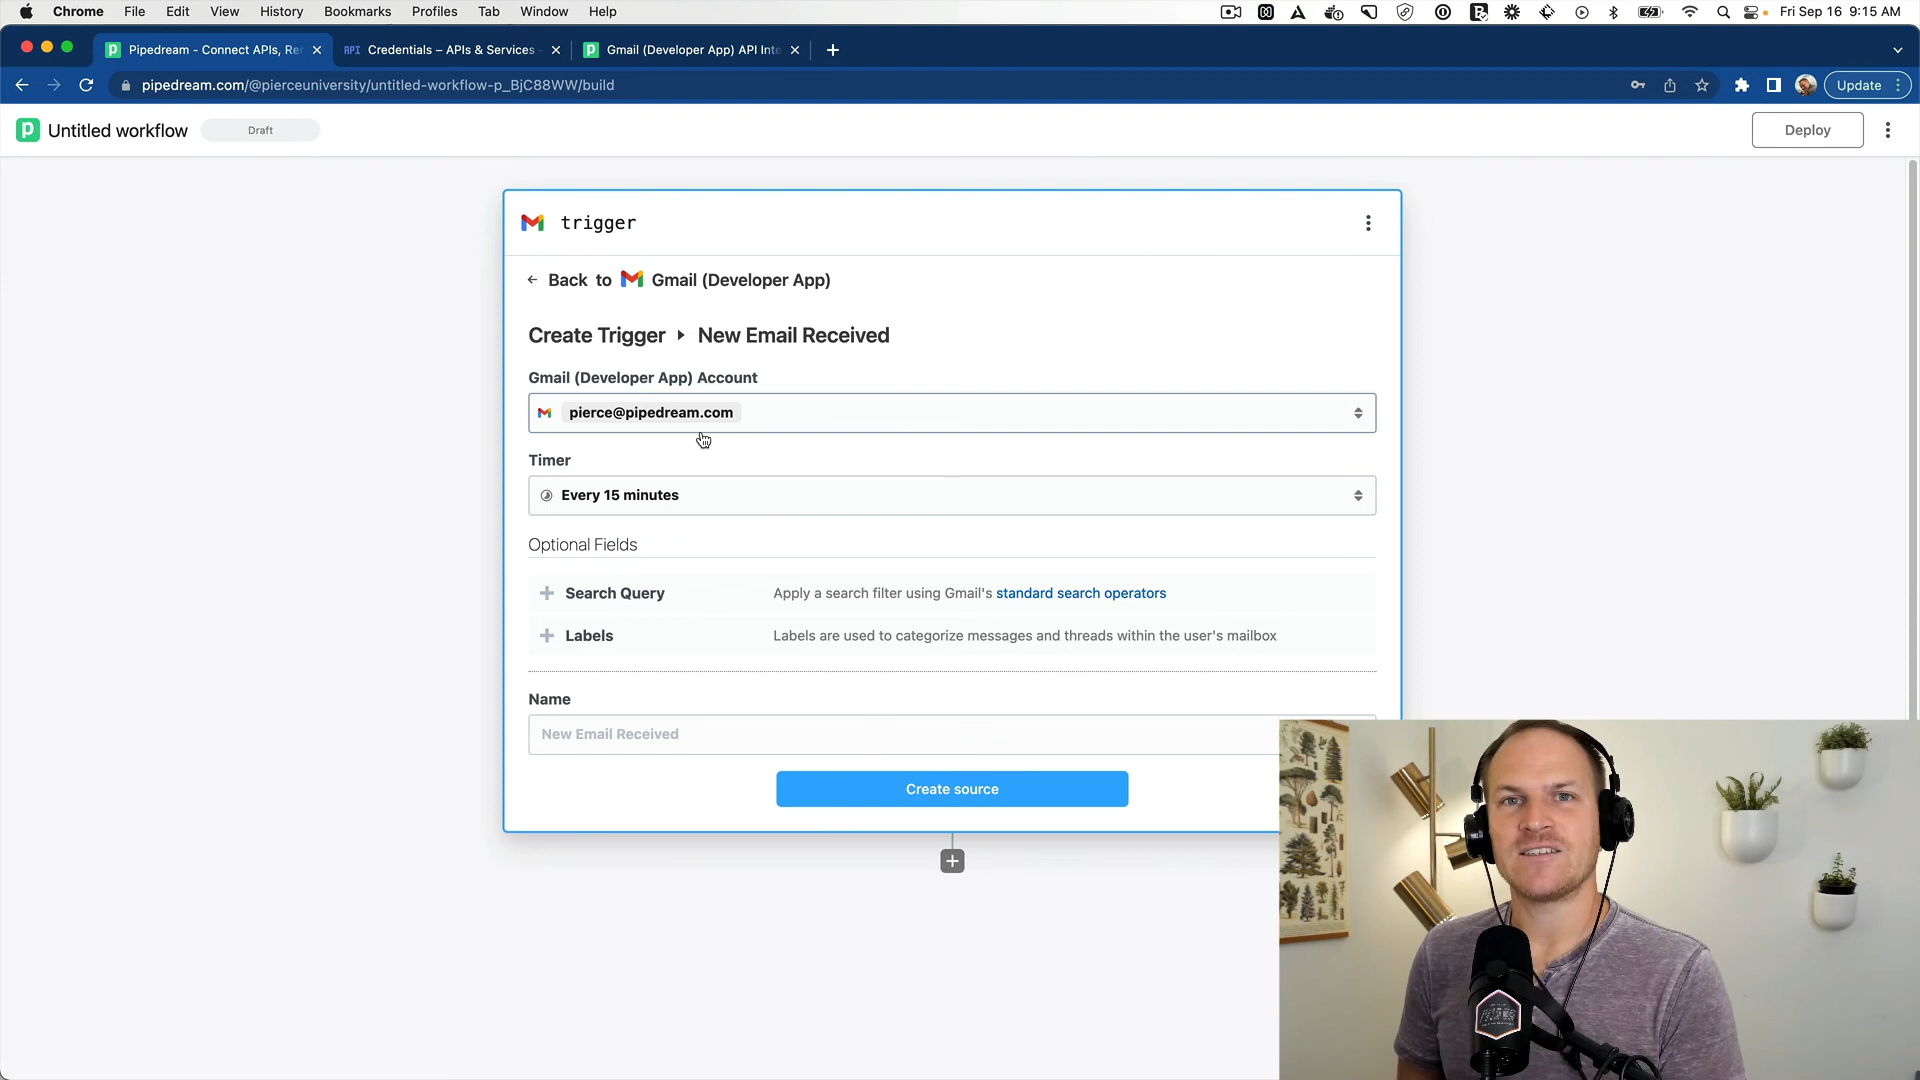 Chrome File Edit View History Bookmarks Profiles Tab Window Help Fri Sep 16 9:15 AM
Pipedream - Connect APIs, Rem Credentials – APIs & Services - Gmail (Developer App) API Inte
pipedream.com/@pierceuniversity/untitled-workflow-p_BjC88WW/build Update
Untitled workflow Draft Deploy
trigger
Back to Gmail (Developer App)
Create Trigger New Email Received
Gmail (Developer App) Account
pierce@pipedream.com
Timer
Every 15 minutes
Optional Fields
Search Query Apply a search filter using Gmail's standard search operators
Labels Labels are used to categorize messages and threads within the user's mailbox
Name
New Email Received
Create source